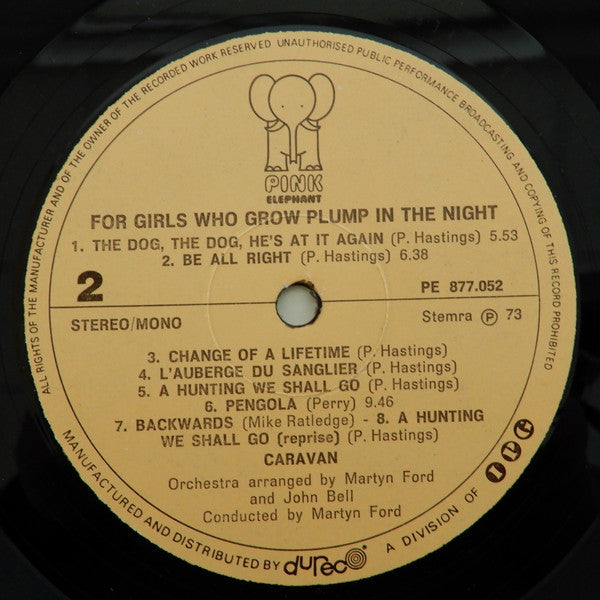 ALL RIGHTS OF THE MANUFACTURER AND OF THE OWNER OF THE RECORDED WORK RESERVED UNAUTHORISED PUBLIC PERFORMANCE BROADCASTING AND COPYING OF THIS RECORD PROHIBITED
PINK
ELEPHANT
FOR GIRLS WHO GROW PLUMP IN THE NIGHT
1. THE DOG, THE DOG, HE'S AT IT AGAIN (P. Hastings) 5.53
2. BE ALL RIGHT (P. Hastings) 6.38
2
PE 877.052
STEREO/MONO
Stemra Ⓟ 73
3. CHANGE OF A LIFETIME (P. Hastings)
4. L'AUBERGE DU SANGLIER (P. Hastings)
5. A HUNTING WE SHALL GO (P. Hastings)
6. PENGOLA (Perry) 9.46
7. BACKWARDS (Mike Ratledge) - 8. A HUNTING
WE SHALL GO (reprise) (P. Hastings)
CARAVAN
Orchestra arranged by Martyn Ford
and John Bell
Conducted by Martyn Ford
MANUFACTURED AND DISTRIBUTED BY dureco A DIVISION OF